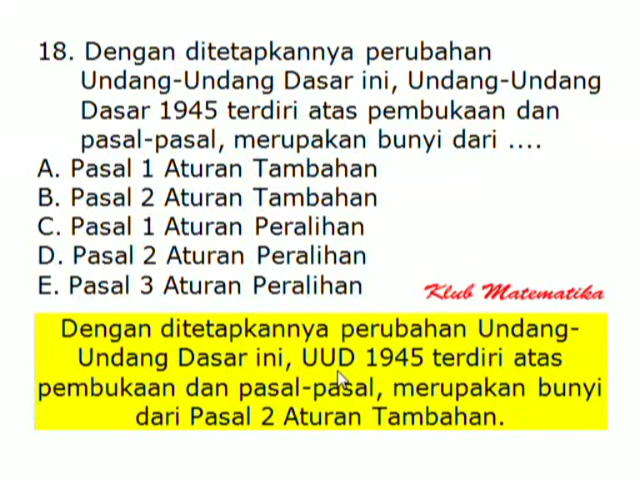 18. Dengan ditetapkannya perubahan
Undang-Undang Dasar ini, Undang-Undang
Dasar 1945 terdiri atas pembukaan dan
pasal-pasal, merupakan bunyi dari ....
A. Pasal 1 Aturan Tambahan
B. Pasal 2 Aturan Tambahan
C. Pasal 1 Aturan Peralihan
D. Pasal 2 Aturan Peralihan
E. Pasal 3 Aturan Peralihan
Klub Matematika
Dengan ditetapkannya perubahan Undang-
Undang Dasar ini, UUD 1945 terdiri atas
pembukaan dan pasal-pasal, merupakan bunyi
dari Pasal 2 Aturan Tambahan.